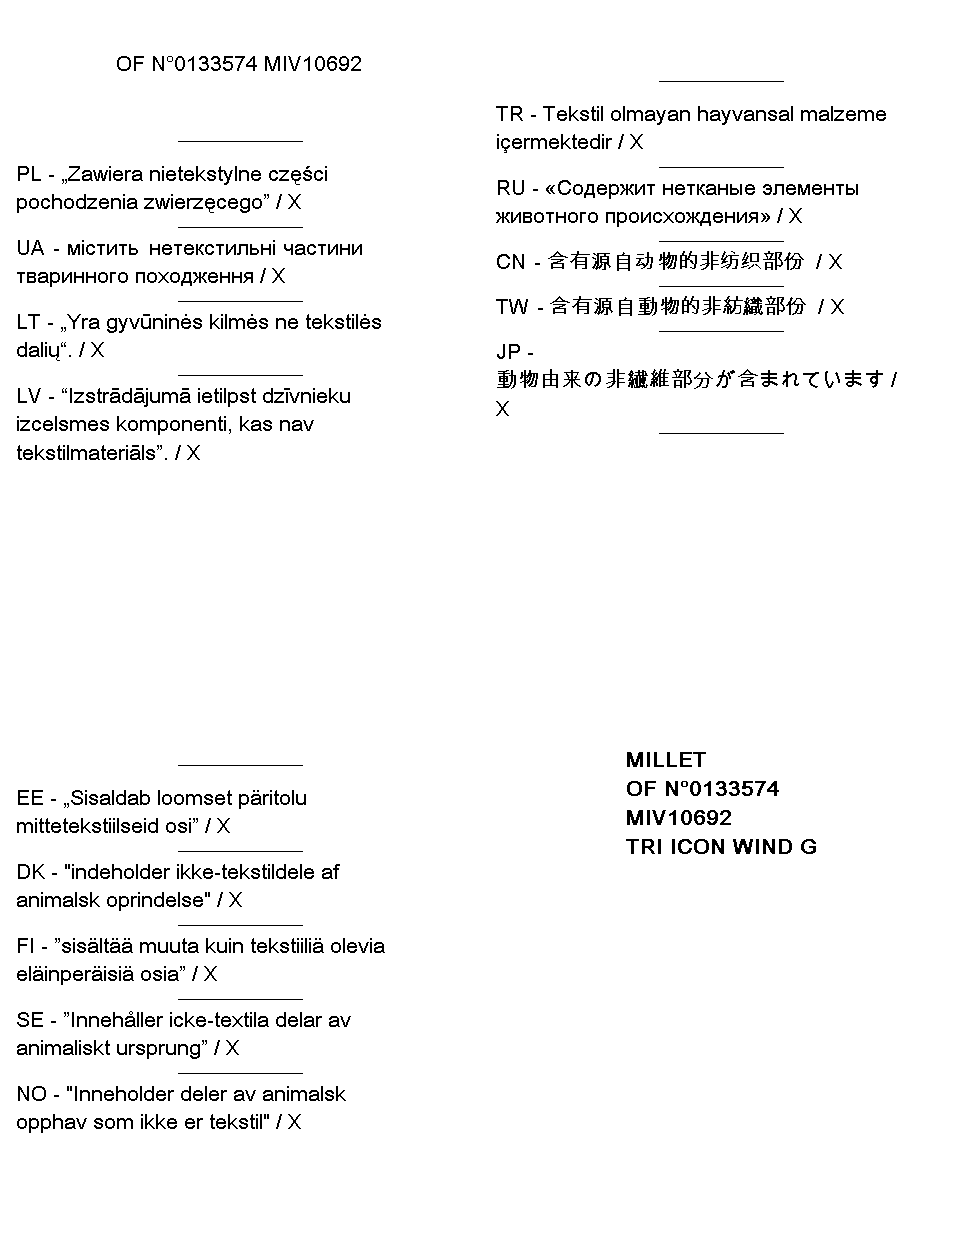 OF N°0133574 MIV10692
PL - „Zawiera nietekstylne części
pochodzenia zwierzęcego” / X
UA - містить нетекстильні частини
тваринного походження / X
LT - „Yra gyvūninės kilmės ne tekstilės
dalių“. / X
LV - “Izstrādājumā ietilpst dzīvnieku
izcelsmes komponenti, kas nav
tekstilmateriāls”. / X
TR - Tekstil olmayan hayvansal malzeme
içermektedir / X
RU - «Содержит нетканые элементы
животного происхождения» / X
CN - 含有源自动物的非纺织部份 / X
TW - 含有源自動物的非紡織部份 / X
JP -
動物由来の非繊維部分が含まれています /
X
EE - „Sisaldab loomset päritolu
mittetekstiilseid osi” / X
DK - "indeholder ikke-tekstildele af
animalsk oprindelse" / X
FI - ”sisältää muuta kuin tekstiiliä olevia
eläinperäisiä osia” / X
SE - ”Innehåller icke-textila delar av
animaliskt ursprung” / X
NO - "Inneholder deler av animalsk
opphav som ikke er tekstil" / X
MILLET
OF N°0133574
MIV10692
TRI ICON WIND G